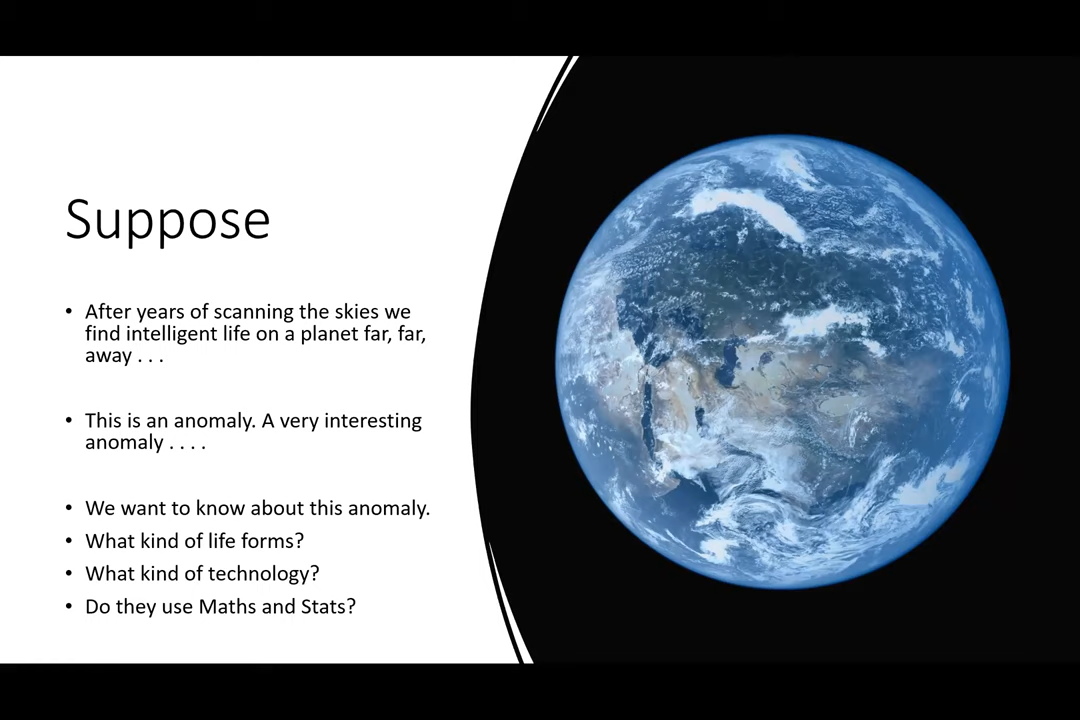 Suppose
• After years of scanning the skies we
find intelligent life on a planet far, far,
away . . .
• This is an anomaly. A very interesting
anomaly . . . .
• We want to know about this anomaly.
• What kind of life forms?
• What kind of technology?
• Do they use Maths and Stats?